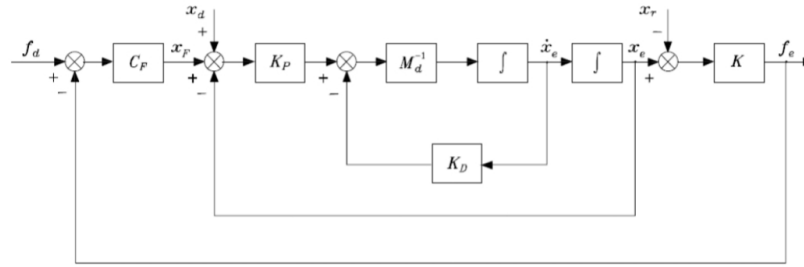 x_d x_r
+ −
f_d C_F x_F K_P M_d^{-1} ∫ ẋ_e ∫ x_e K f_e
+ + + +
− − −
K_D